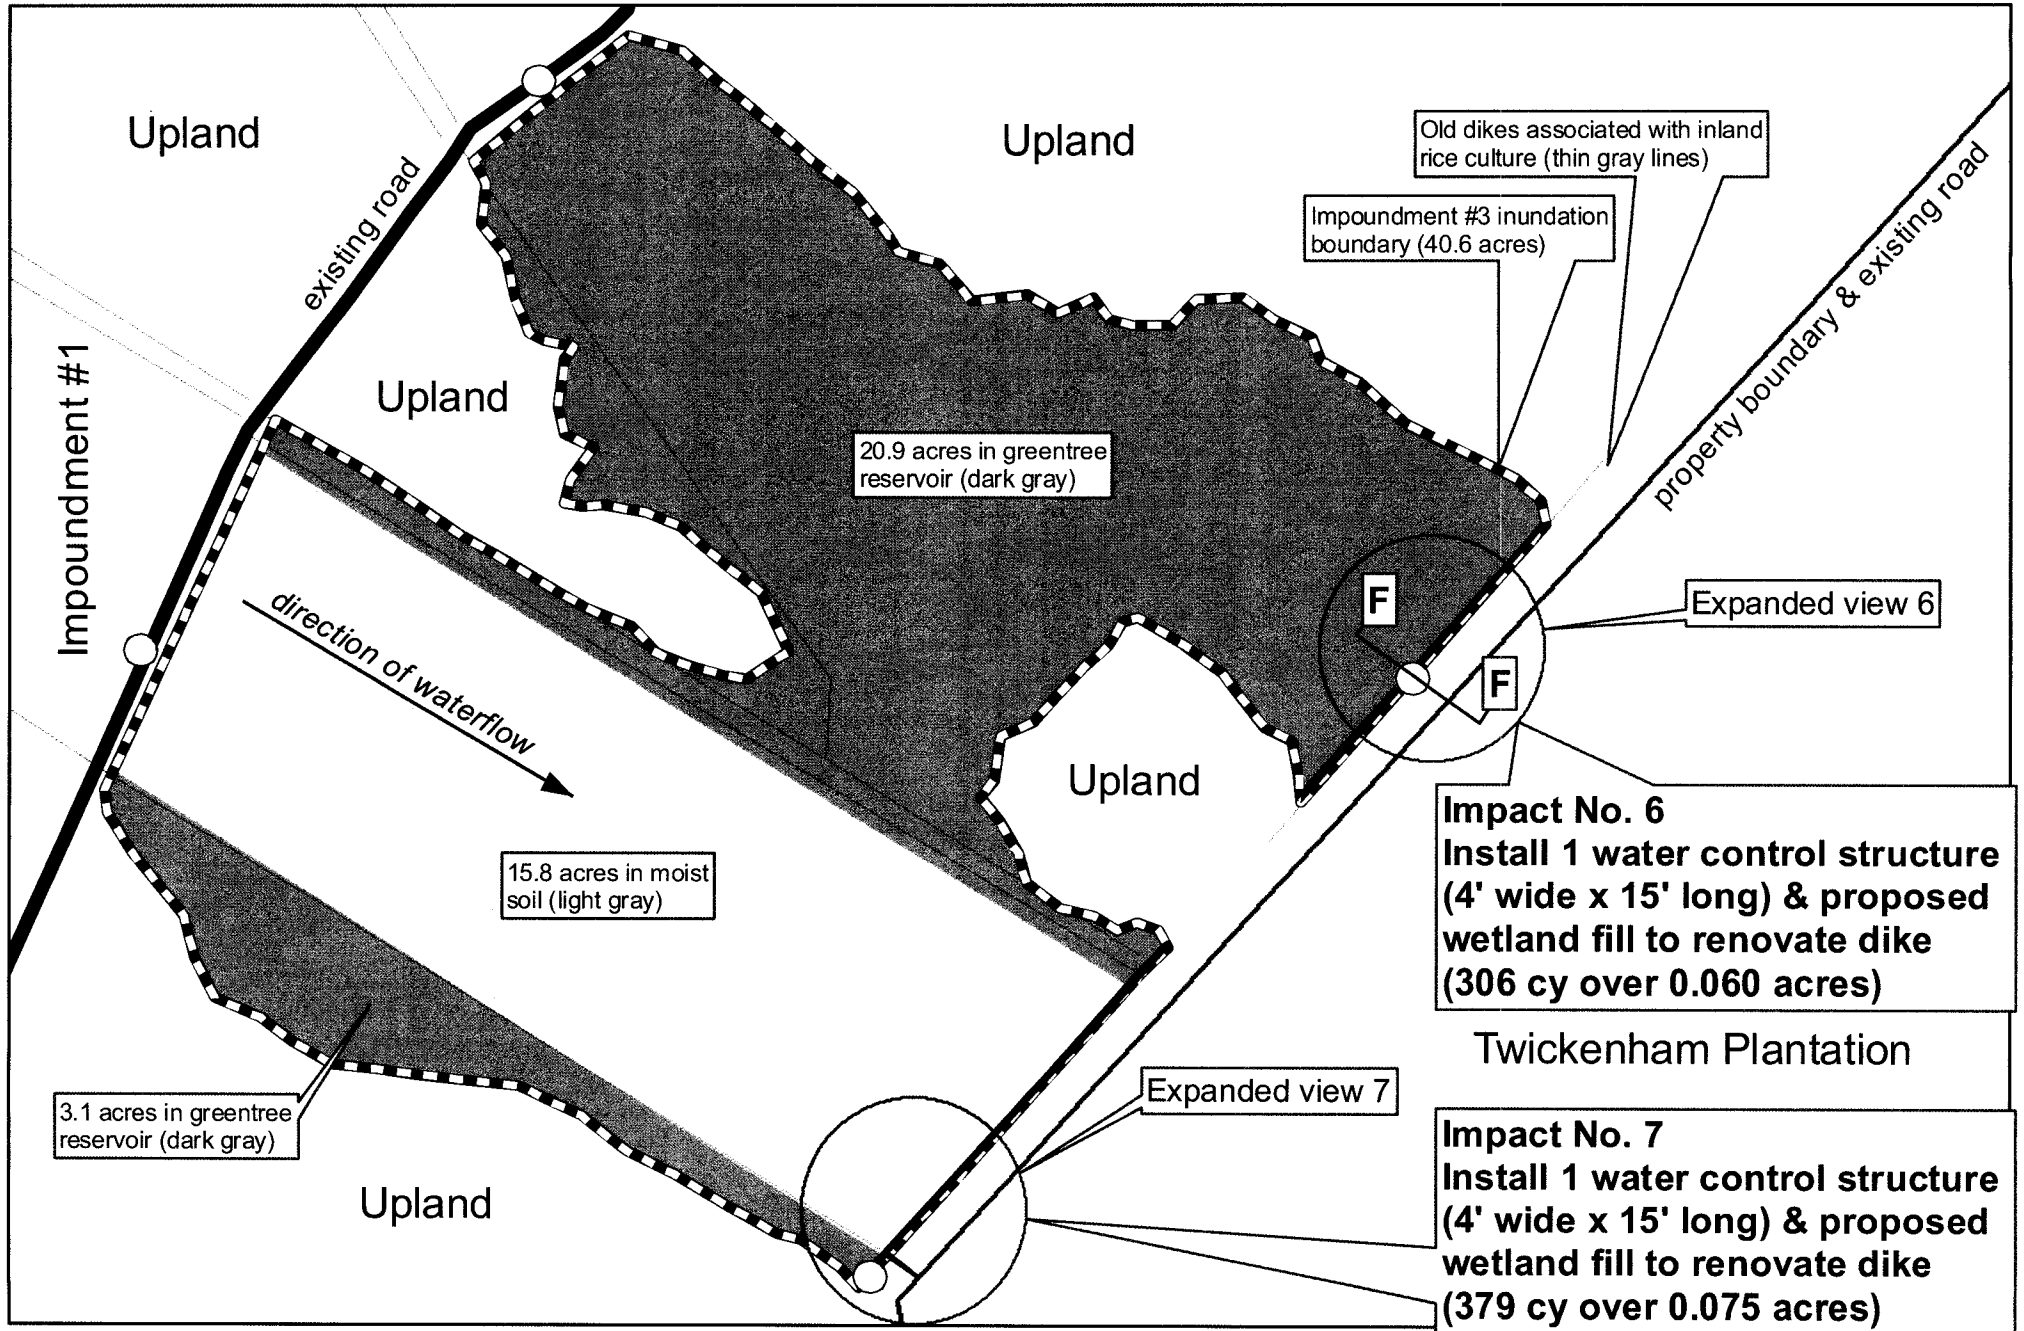 Upland
Upland
Old dikes associated with inland
rice culture (thin gray lines)
Impoundment #3 inundation
boundary (40.6 acres)
existing road
property boundary & existing road
Impoundment #1
Upland
20.9 acres in greentree
reservoir (dark gray)
F
F
Expanded view 6
direction of waterflow
Upland
Impact No. 6
Install 1 water control structure
(4' wide x 15' long) & proposed
wetland fill to renovate dike
(306 cy over 0.060 acres)
15.8 acres in moist
soil (light gray)
Twickenham Plantation
Expanded view 7
3.1 acres in greentree
reservoir (dark gray)
Upland
Impact No. 7
Install 1 water control structure
(4' wide x 15' long) & proposed
wetland fill to renovate dike
(379 cy over 0.075 acres)